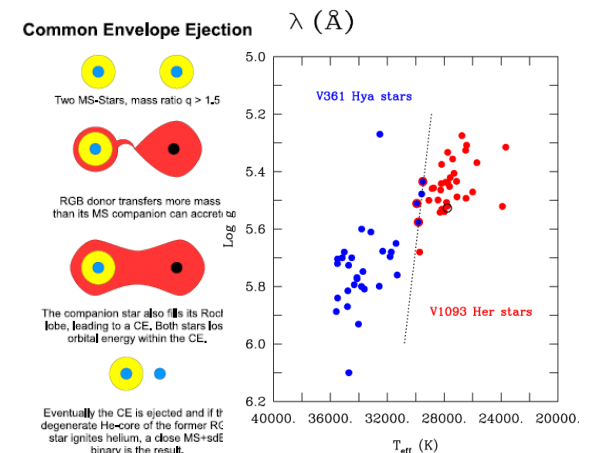 Common Envelope Ejection
Two MS-Stars, mass ratio q > 1.5
RGB donor transfers more mass
than its MS companion can accrete
The companion star also fills its Roc
lobe, leading to a CE. Both stars los
orbital energy within the CE.
Eventually the CE is ejected and if th
degenerate He-core of the former RG
star ignites helium, a close MS+sdB
binary is the result.
λ (Å)
5.0
5.2
5.4
5.6
5.8
6.0
6.2
Log g
V361 Hya stars
V1093 Her stars
40000. 36000. 32000. 28000. 24000. 20000.
Teff (K)